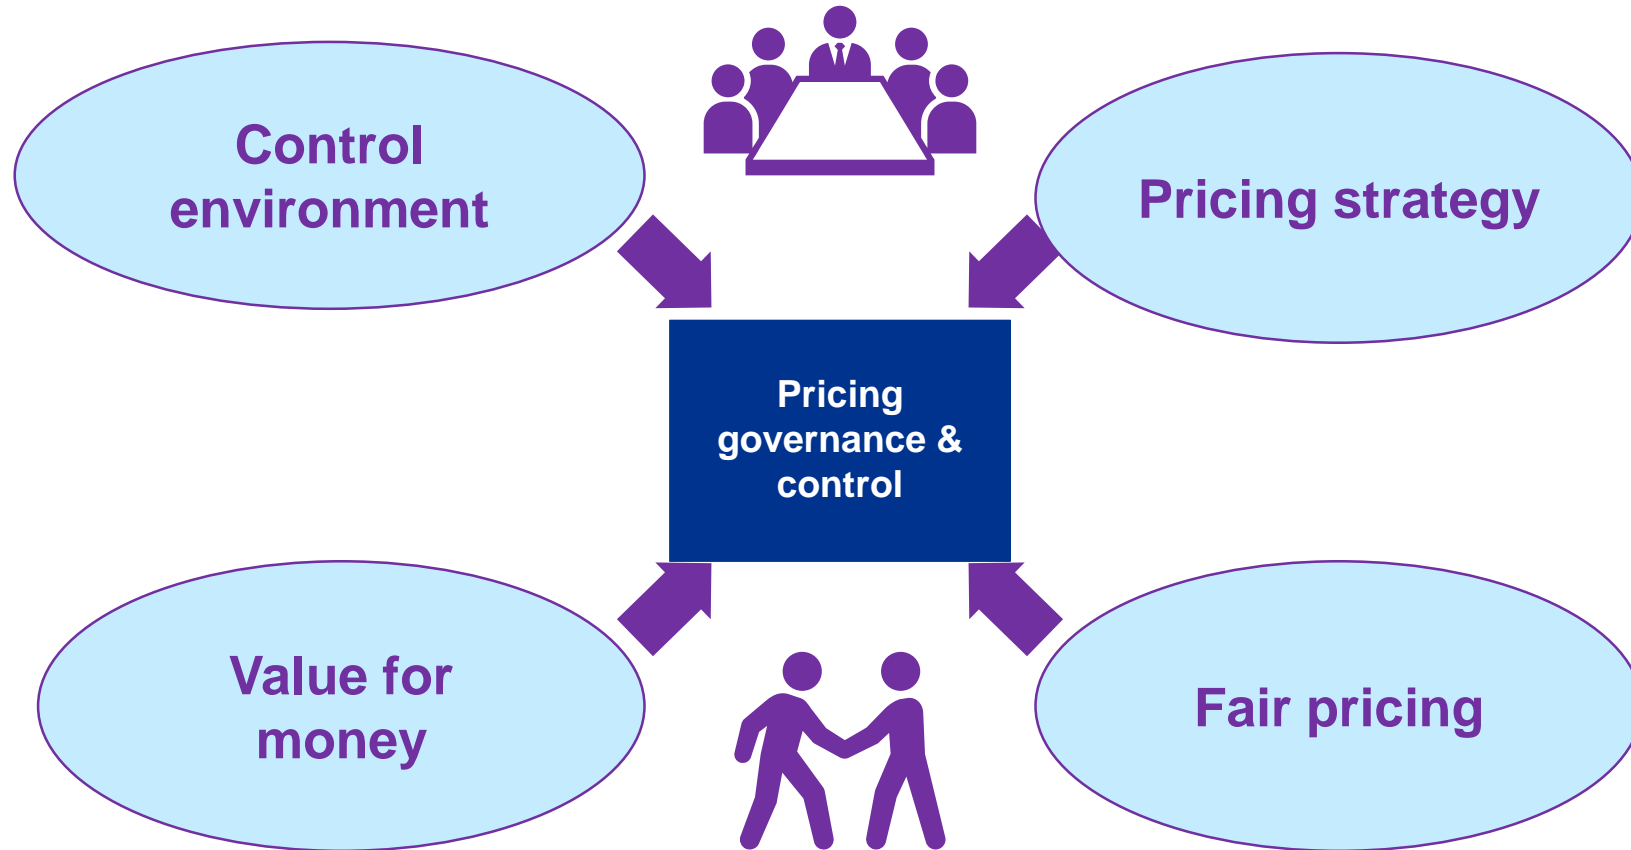 Control
environment
Pricing strategy
Pricing
governance &
control
Value for
money
Fair pricing